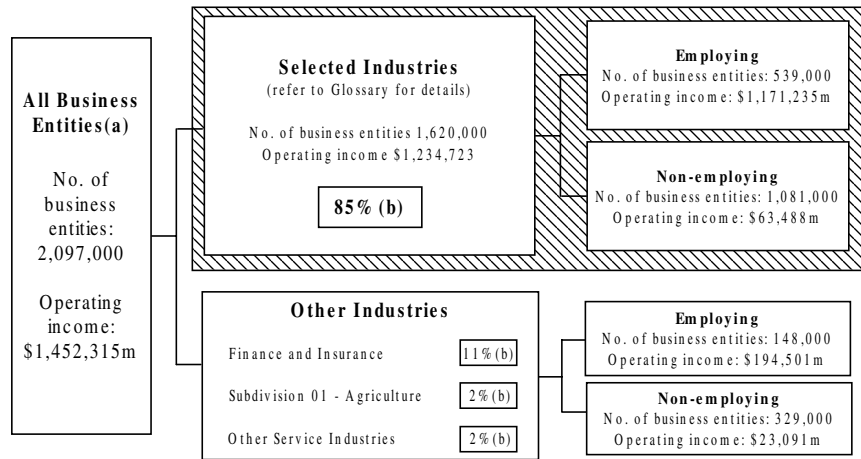 All Business
Entities(a)
No. of
business
entities:
2,097,000
Operating
income:
$1,452,315m
Selected Industries
(refer to Glossary for details)
No. of business entities 1,620,000
Operating income $1,234,723
85% (b)
Employing
No. of business entities: 539,000
Operating income: $1,171,235m
Non-employing
No. of business entities: 1,081,000
Operating income: $63,488m
Other Industries
Finance and Insurance 11% (b)
Subdivision 01 - Agriculture 2% (b)
Other Service Industries 2% (b)
Employing
No. of business entities: 148,000
Operating income: $194,501m
Non-employing
No. of business entities: 329,000
Operating income: $23,091m